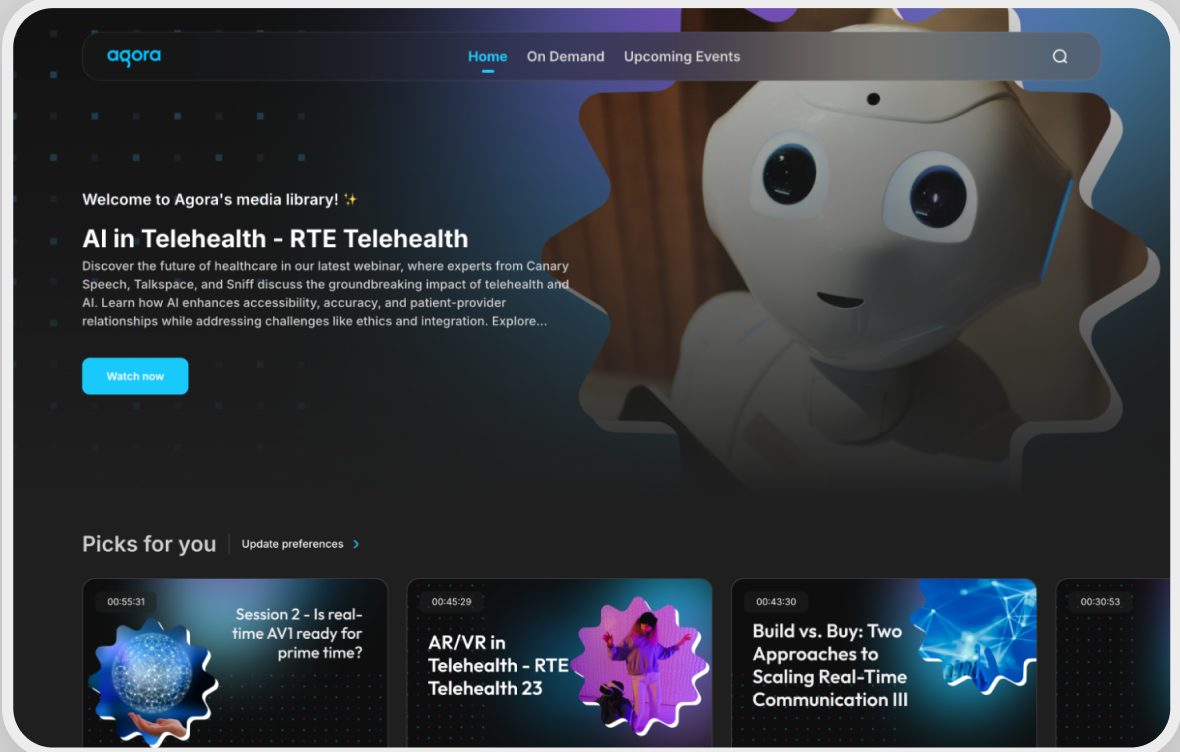 agora
Home
On Demand
Upcoming Events
Welcome to Agora's media library! ✨
AI in Telehealth - RTE Telehealth
Discover the future of healthcare in our latest webinar, where experts from Canary
Speech, Talkspace, and Sniff discuss the groundbreaking impact of telehealth and
AI. Learn how AI enhances accessibility, accuracy, and patient-provider
relationships while addressing challenges like ethics and integration. Explore...
Watch now
Picks for you
Update preferences
00:55:31
Session 2 - Is real-
time AV1 ready for
prime time?
00:45:29
AR/VR in
Telehealth - RTE
Telehealth 23
00:43:30
Build vs. Buy: Two
Approaches to
Scaling Real-Time
Communication III
00:30:53